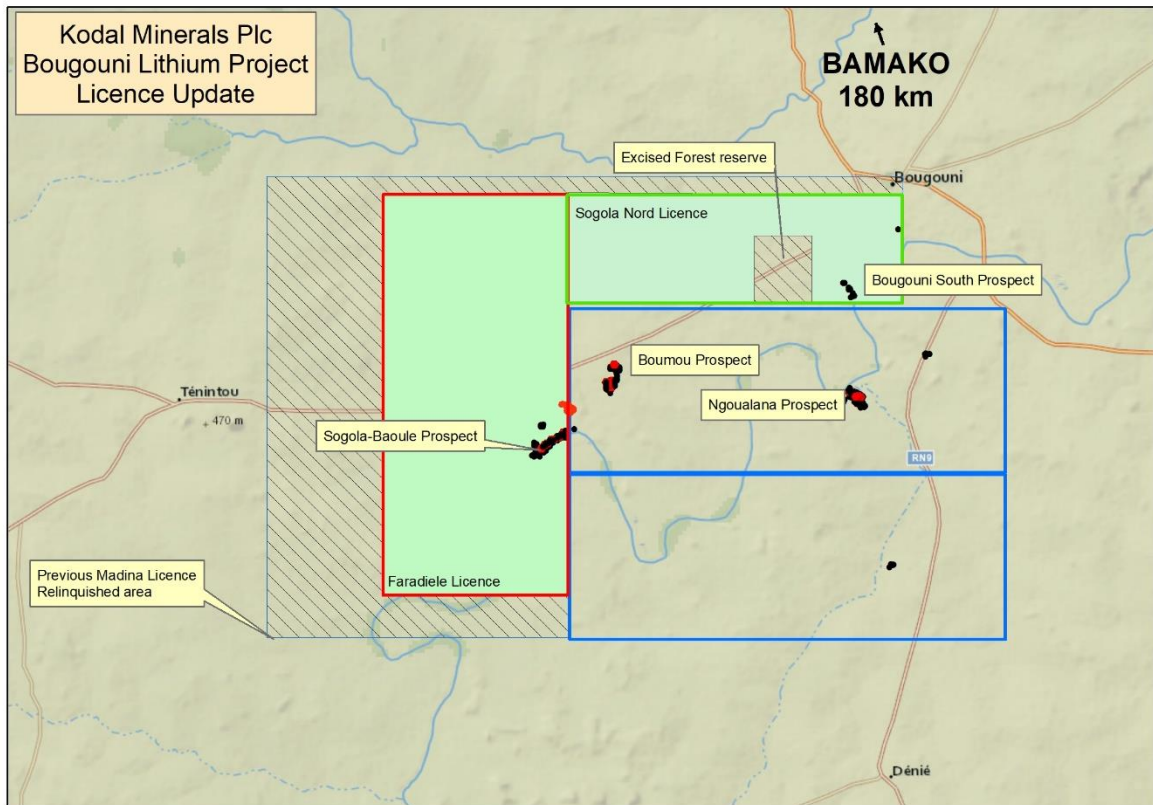 Kodal Minerals Plc
Bougouni Lithium Project
Licence Update
BAMAKO
180 km
Excised Forest reserve
Bougouni
Sogola Nord Licence
Bougouni South Prospect
Boumou Prospect
Ténintou
Ngoualana Prospect
470 m
Sogola-Baoule Prospect
RN9
Previous Madina Licence
Relinquished area
Faradiele Licence
Dénié